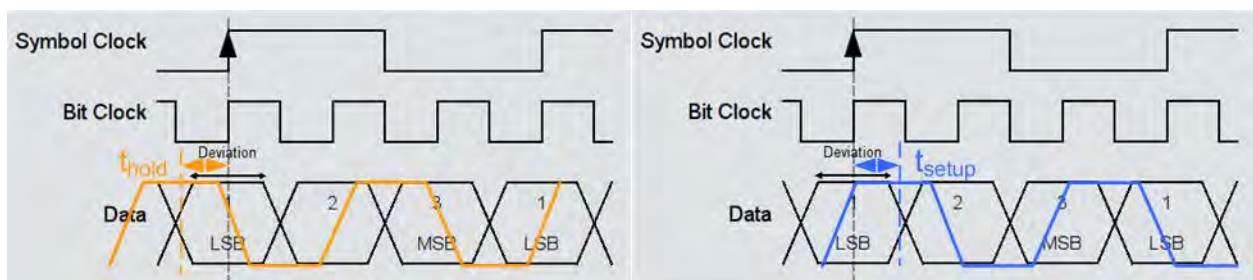 Symbol Clock
Bit Clock
Deviation
thold
Data
1
2
3
1
LSB
MSB
LSB
Symbol Clock
Bit Clock
Deviation
tsetup
Data
1
2
3
1
LSB
MSB
LSB